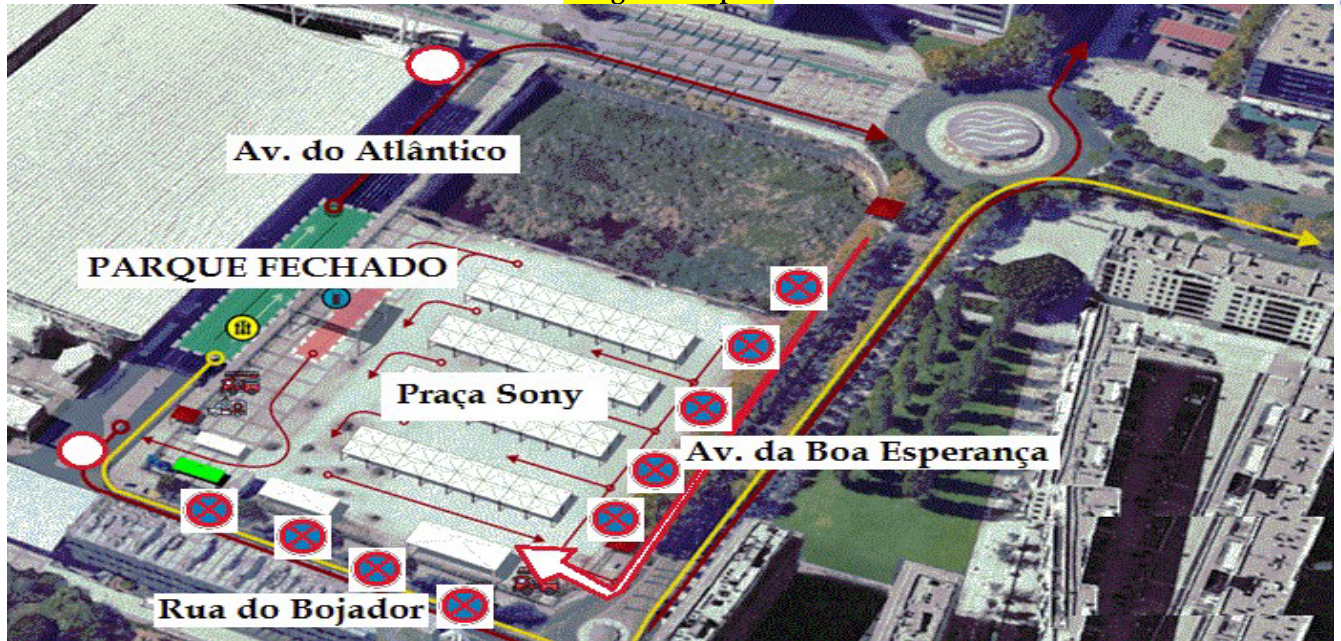 Av. do Atlântico
PARQUE FECHADO
Praça Sony
Av. da Boa Esperança
Rua do Bojador